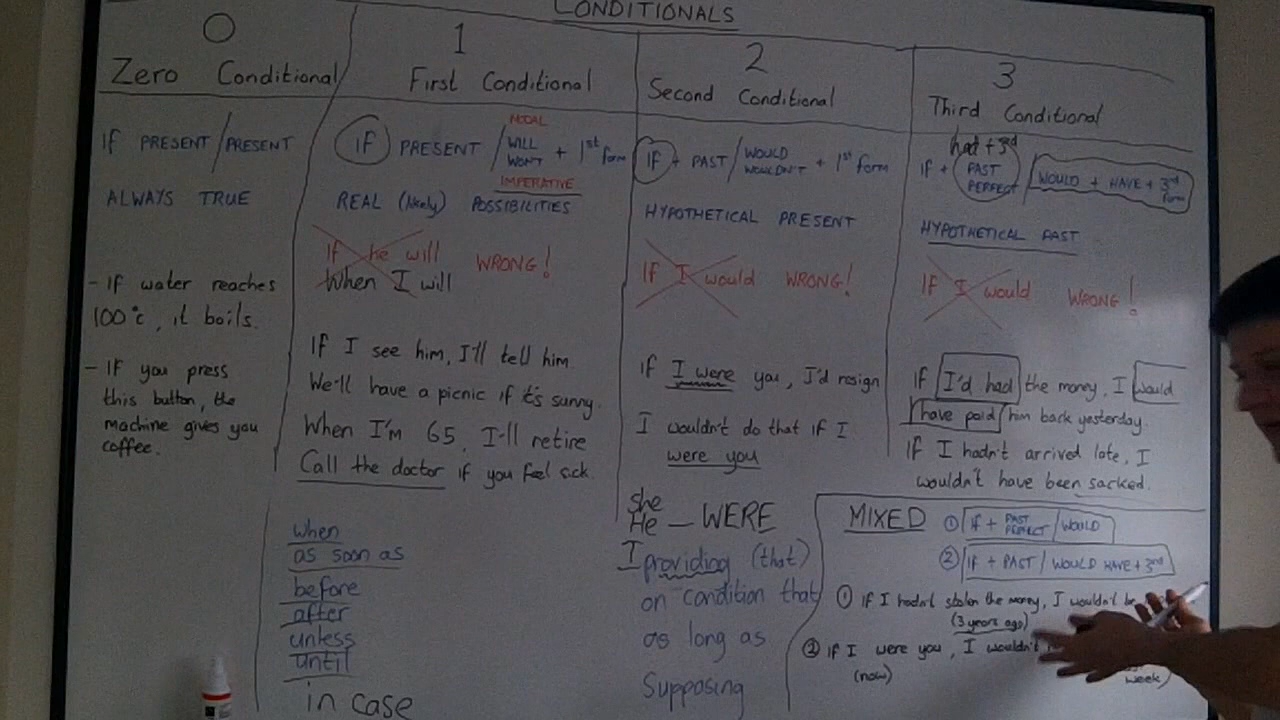 CONDITIONALS
0
Zero Conditional
IF PRESENT / PRESENT
ALWAYS TRUE
- IF water reaches
100°c, it boils.
- IF you press
this button, the
machine gives you
coffee.
1
First Conditional
MODAL
IF PRESENT / WILL WON'T + 1st form
IMPERATIVE
REAL (likely) POSSIBILITIES
If he will
When I will
WRONG!
IF I see him, I'll tell him.
We'll have a picnic if it's sunny.
When I'm 65, I'll retire
Call the doctor if you feel sick.
when
as soon as
before
after
unless
until
in case
2
Second Conditional
IF + PAST / WOULD WOULDN'T + 1st form
HYPOTHETICAL PRESENT
If I would WRONG!
If I were you, I'd resign
I wouldn't do that if I
were you
she
He — WERE
I
providing (that)
on condition that
as long as
Supposing
3
Third Conditional
had + 3rd
IF + PAST PERFECT / WOULD + HAVE + 3rd form
HYPOTHETICAL PAST
If I would WRONG!
IF I'd had the money, I would
have paid him back yesterday.
IF I hadn't arrived late, I
wouldn't have been sacked.
MIXED ① IF + PAST PERFECT / WOULD
② IF + PAST / WOULD HAVE + 3rd
① IF I hadn't stolen the money, I wouldn't be
(3 years ago)
② IF I were you, I wouldn't
(now)
week)